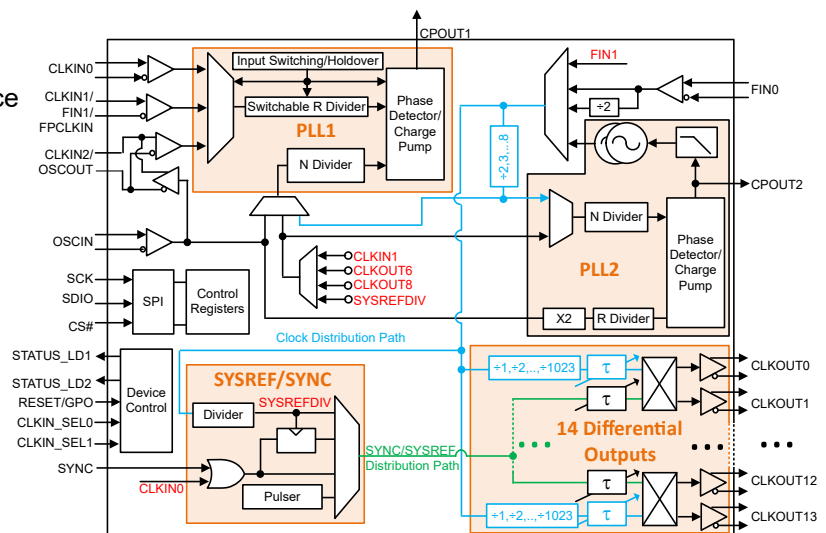 CPOUT1
CLKIN0
Input Switching/Holdover
FIN1
ce
CLKIN1/
FIN1/
FPCLKIN
Switchable R Divider
Phase
Detector/
Charge
Pump
PLL1
÷2
FIN0
÷2,3,...8
CLKIN2/
OSCOUT
N Divider
CPOUT2
OSCIN
N Divider
PLL2
Phase
Detector/
Charge
Pump
CLKIN1
CLKOUT6
CLKOUT8
SYSREFDIV
SCK
SDIO
CS#
SPI
Control
Registers
X2
R Divider
Clock Distribution Path
STATUS_LD1
STATUS_LD2
RESET/GPO
CLKIN_SEL0
CLKIN_SEL1
Device
Control
SYSREF/SYNC
Divider
SYSREFDIV
÷1,÷2,..,÷1023
τ
τ
CLKOUT0
CLKOUT1
14 Differential
Outputs
SYNC/SYSREF
Distribution Path
SYNC
CLKIN0
Pulser
τ
÷1,÷2,..,÷1023
τ
CLKOUT12
CLKOUT13